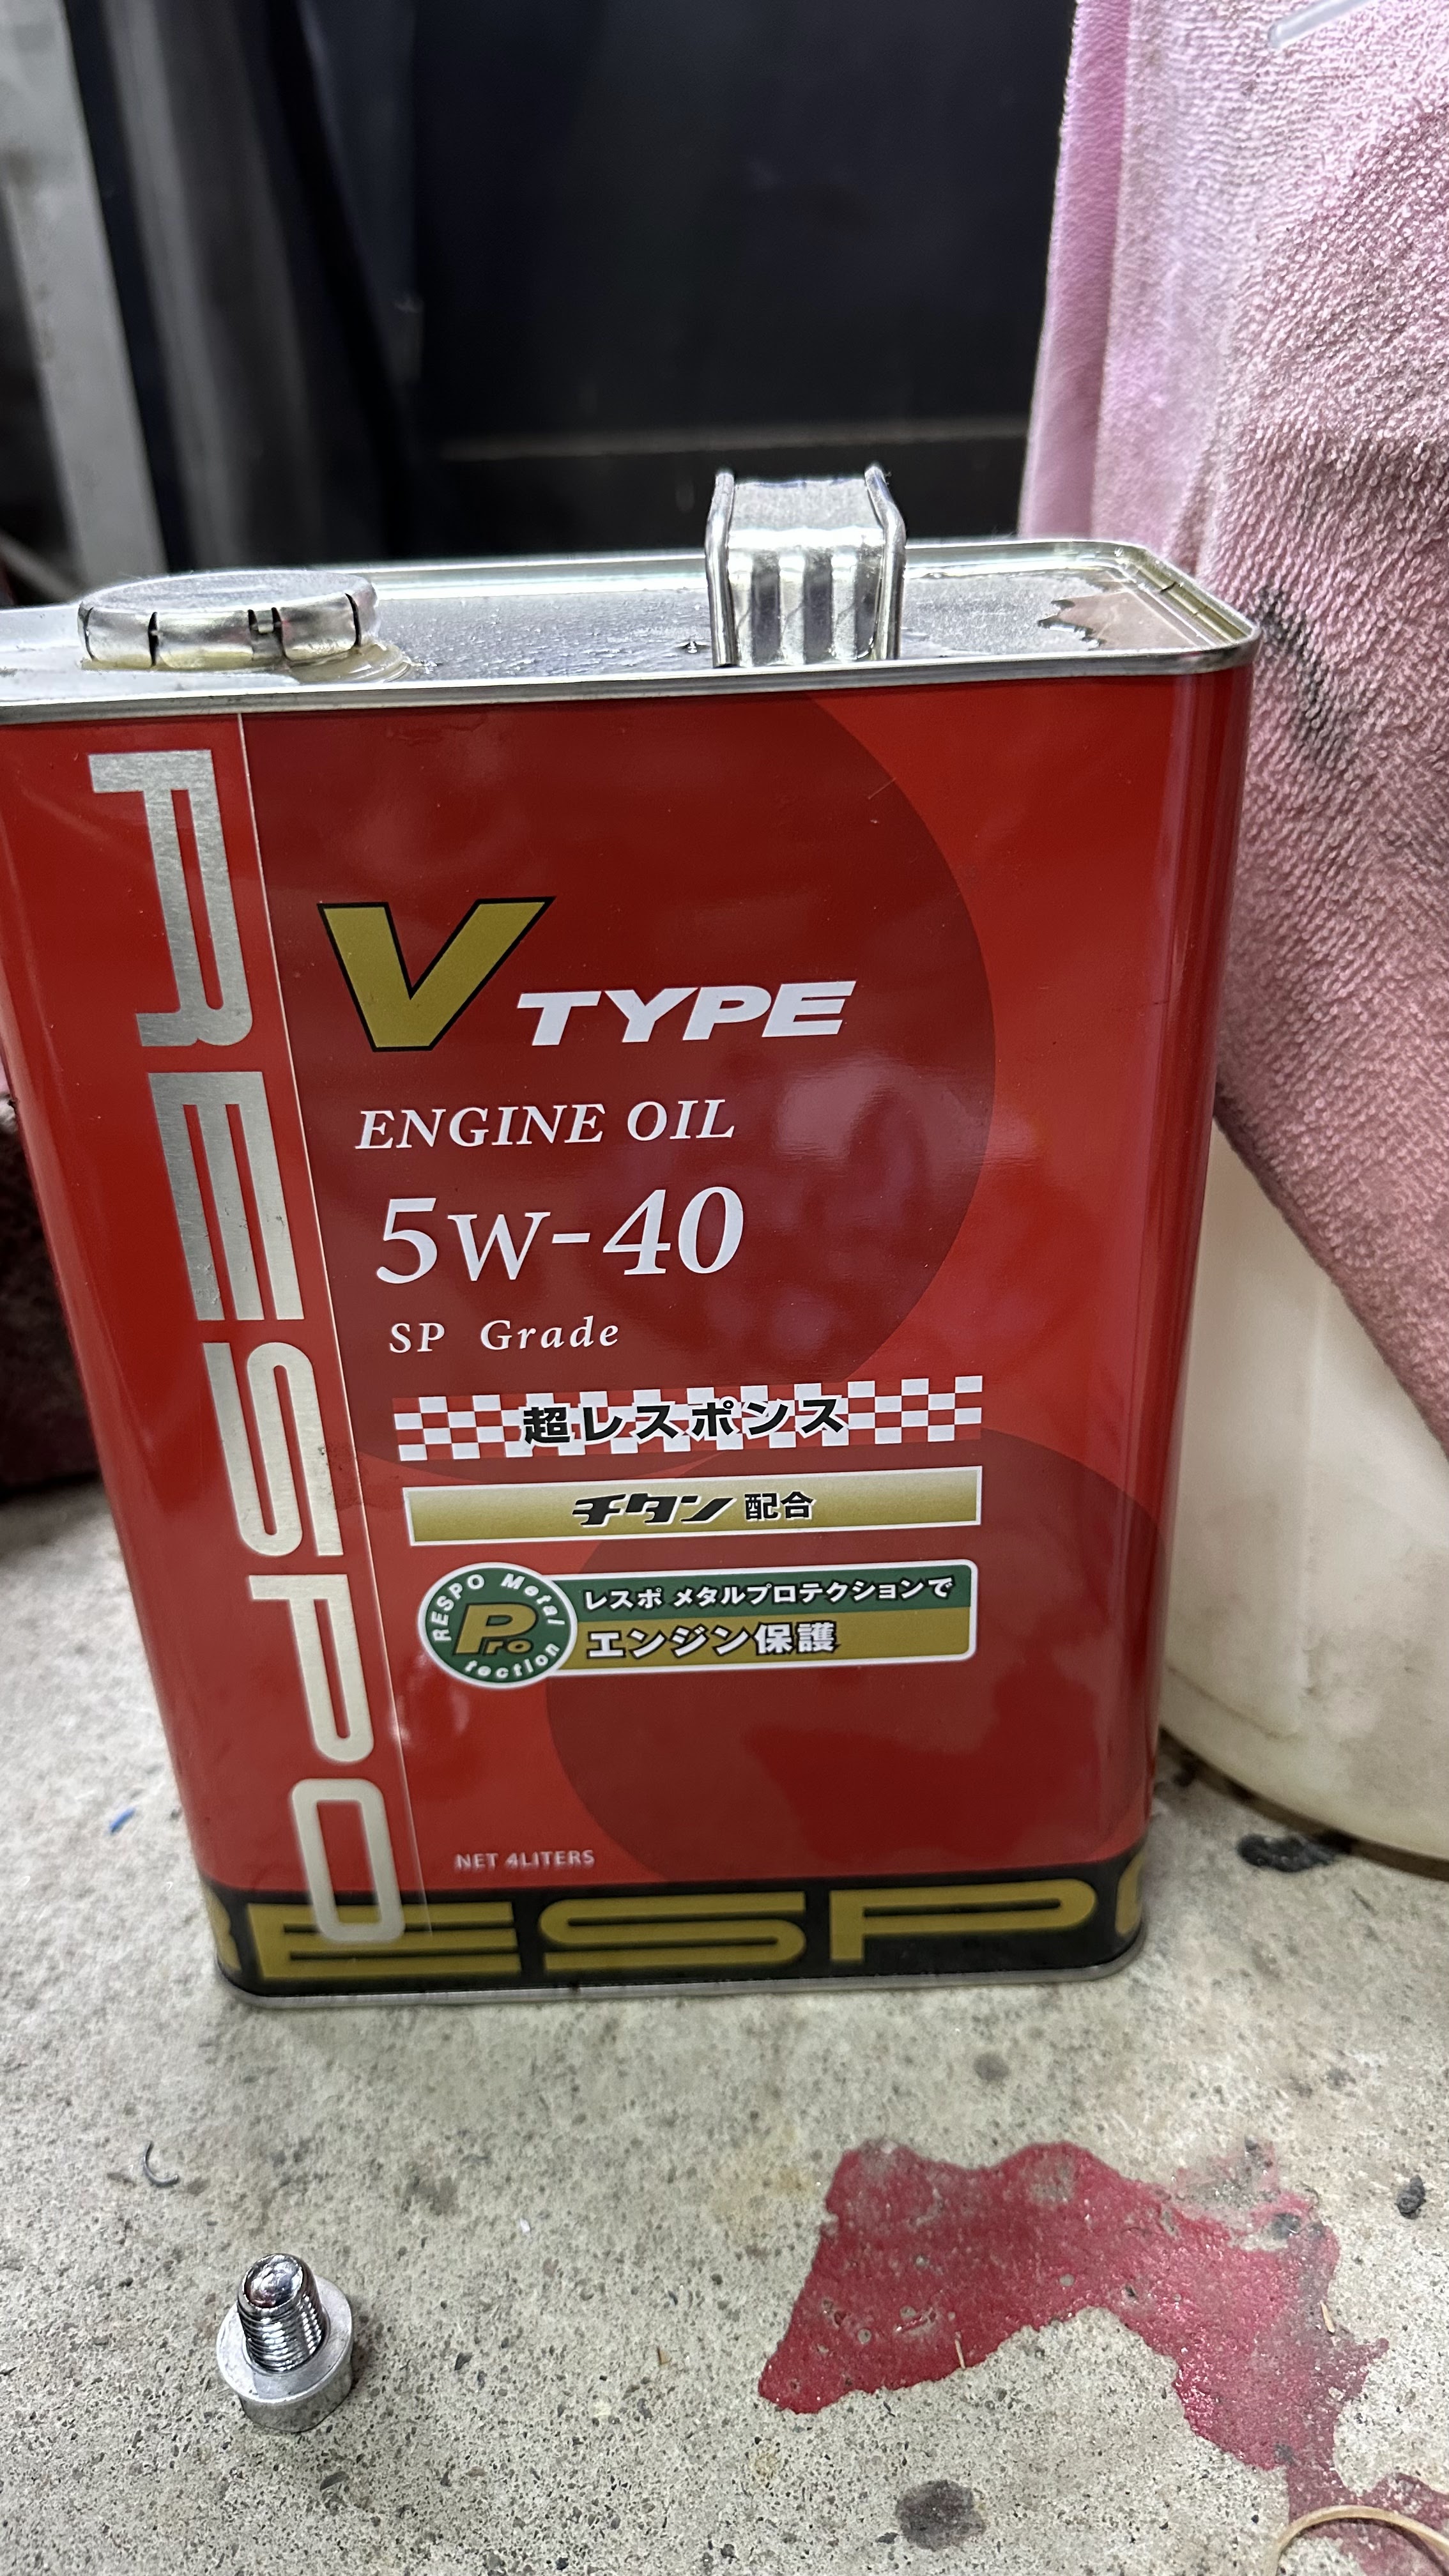 RESPO
V TYPE
ENGINE OIL
5W-40
SP Grade
超レスポンス
チタン配合
RESPO Metal Protection
レスポ メタルプロテクションで
エンジン保護
NET 4LITERS
RESPO